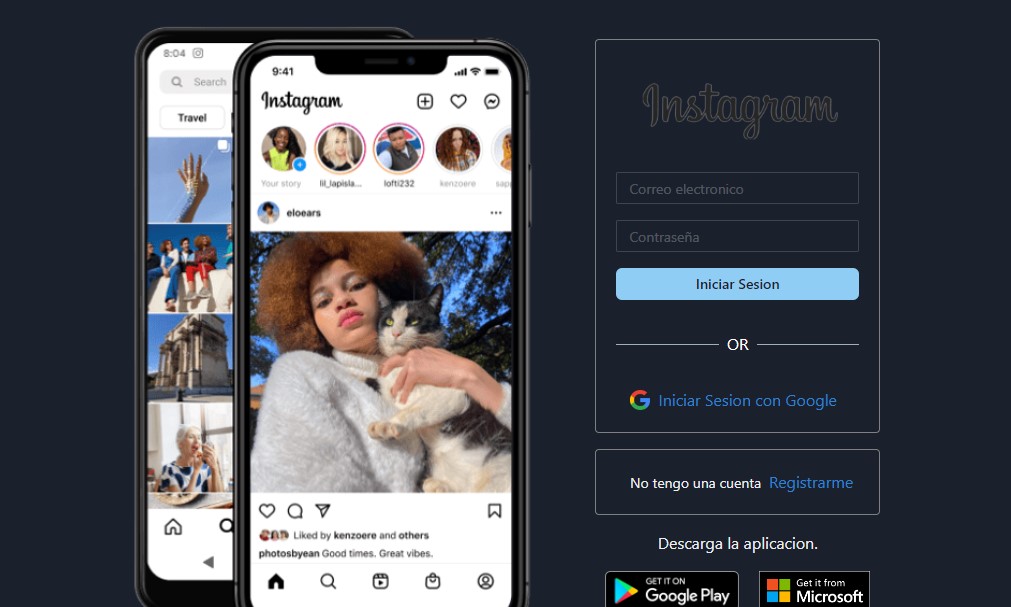 8:04
Search
Travel
9:41
Instagram
Your story
lil_lapisla...
lofti232
kenzoere
eloears
Liked by kenzoere and others
photosbyean Good times. Great vibes.
Instagram
Correo electronico
Contraseña
Iniciar Sesion
OR
Iniciar Sesion con Google
No tengo una cuenta Registrarme
Descarga la aplicacion.
GET IT ON
Google Play
Get it from
Microsoft